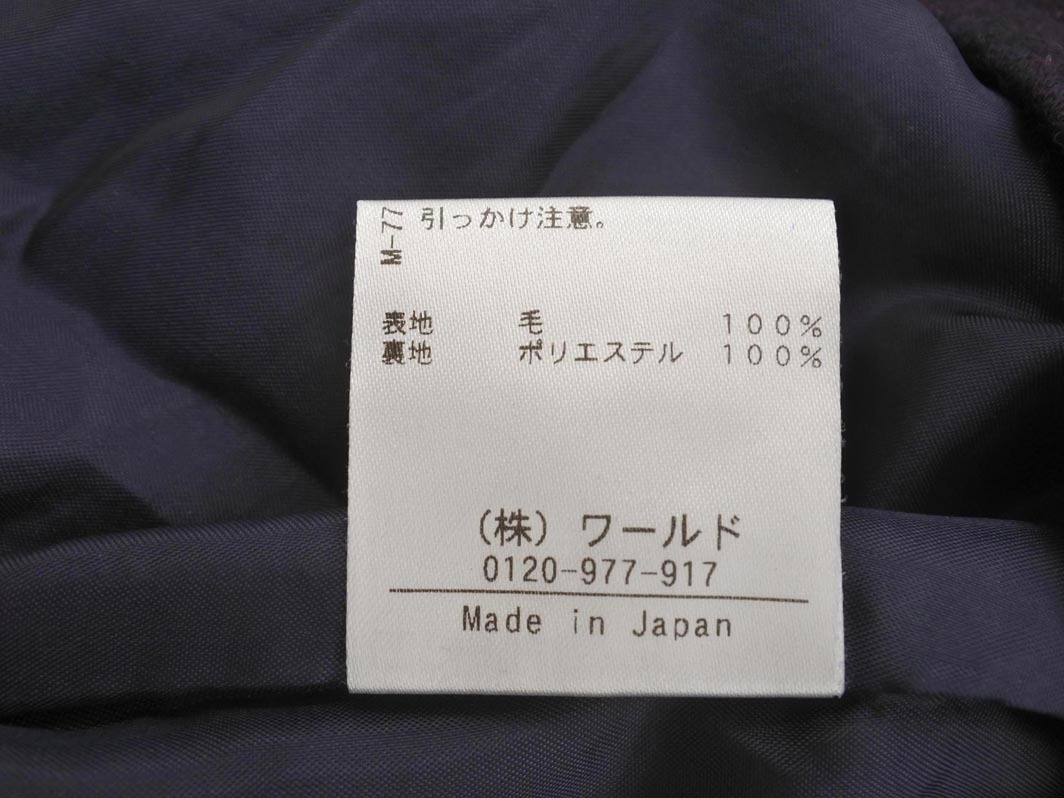 M-77
引っかけ注意。
表地 毛 100%
裏地 ポリエステル 100%
(株) ワールド
0120-977-917
Made in Japan